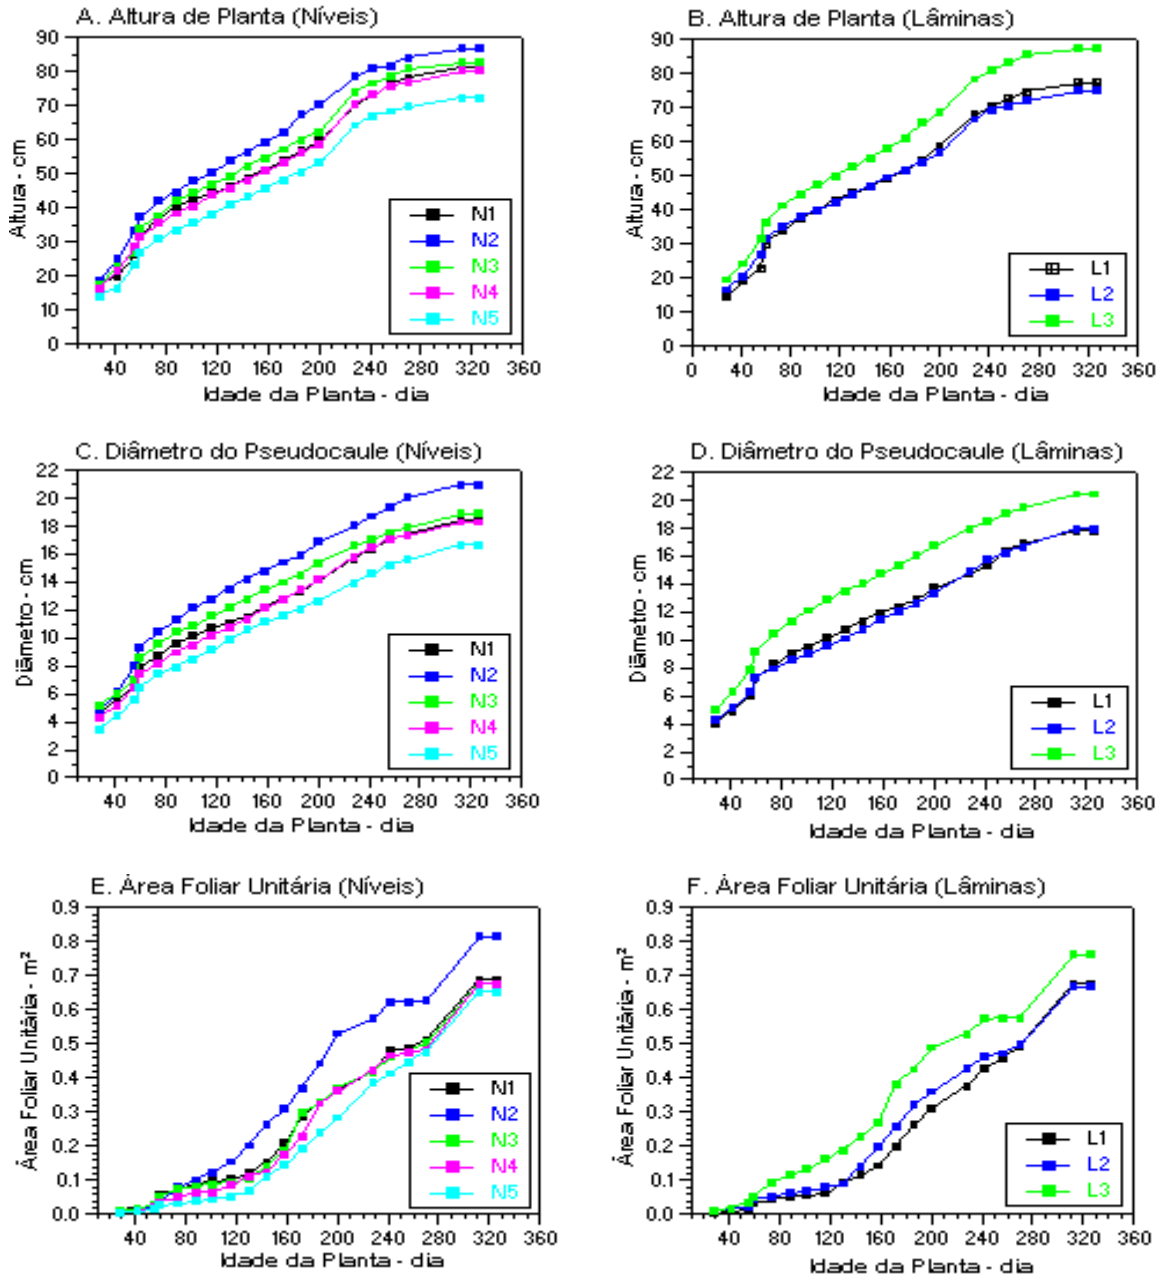 A. Altura de Planta (Níveis)
90
80
70
60
50
40
30
20
10
0
Altura - cm
N1
N2
N3
N4
N5
40 80 120 160 200 240 280 320 360
Idade da Planta - dia
B. Altura de Planta (Lâminas)
90
80
70
60
50
40
30
20
10
0
Altura - cm
L1
L2
L3
0 40 80 120 160 200 240 280 320 360
Idade da Planta - dia
C. Diâmetro do Pseudocaule (Níveis)
22
20
18
16
14
12
10
8
6
4
2
0
Diâmetro - cm
N1
N2
N3
N4
N5
40 80 120 160 200 240 280 320 360
Idade da Planta - dia
D. Diâmetro do Pseudocaule (Lâminas)
22
20
18
16
14
12
10
8
6
4
2
0
Diâmetro - cm
L1
L2
L3
40 80 120 160 200 240 280 320 360
Idade da Planta - dia
E. Área Foliar Unitária (Níveis)
0.9
0.8
0.7
0.6
0.5
0.4
0.3
0.2
0.1
0.0
Área Foliar Unitária - m²
N1
N2
N3
N4
N5
80 120 160 200 240 280 320 360
Idade da Planta - dia
F. Área Foliar Unitária (Lâminas)
0.9
0.8
0.7
0.6
0.5
0.4
0.3
0.2
0.1
0.0
Área Foliar Unitária - m²
L1
L2
L3
40 80 120 160 200 240 280 320 360
Idade da Planta - dia